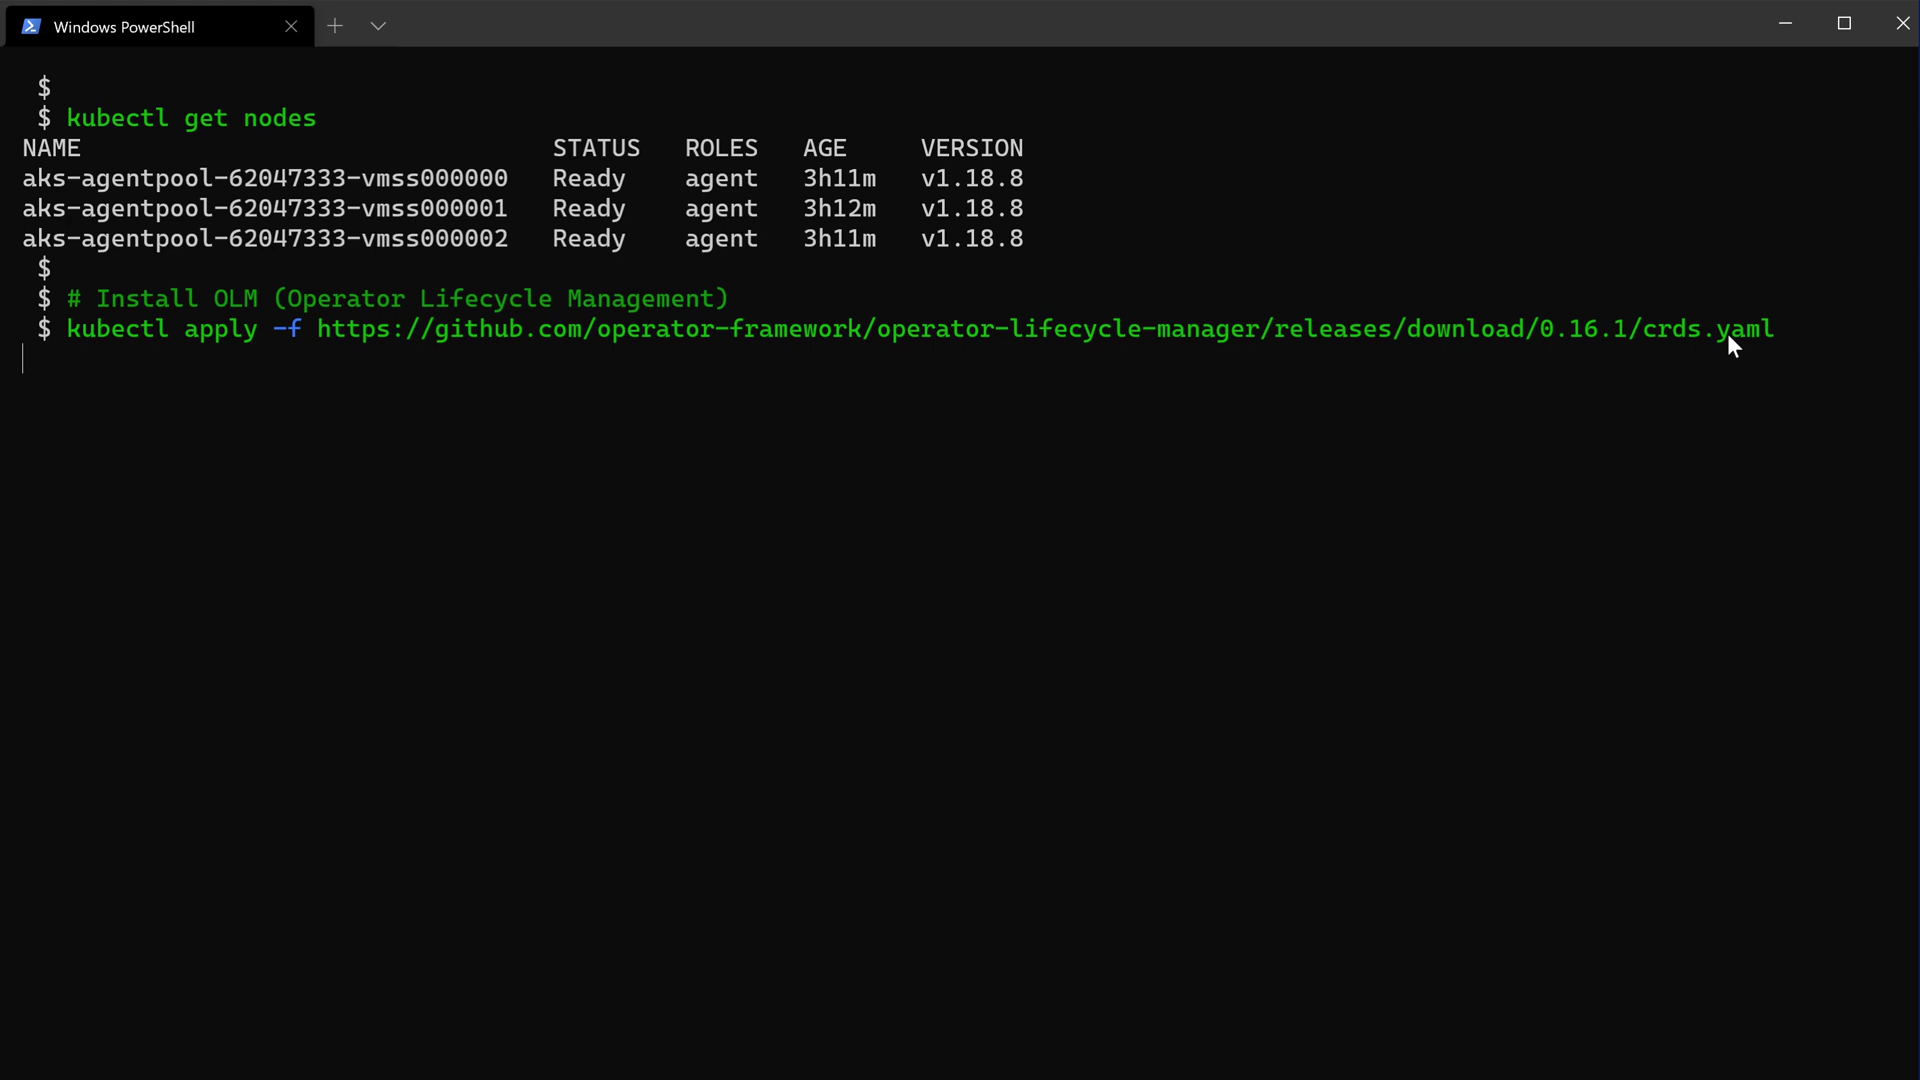 Windows PowerShell
$
$ kubectl get nodes
NAME STATUS ROLES AGE VERSION
aks-agentpool-62047333-vmss000000 Ready agent 3h11m v1.18.8
aks-agentpool-62047333-vmss000001 Ready agent 3h12m v1.18.8
aks-agentpool-62047333-vmss000002 Ready agent 3h11m v1.18.8
$
$ # Install OLM (Operator Lifecycle Management)
$ kubectl apply -f https://github.com/operator-framework/operator-lifecycle-manager/releases/download/0.16.1/crds.yaml